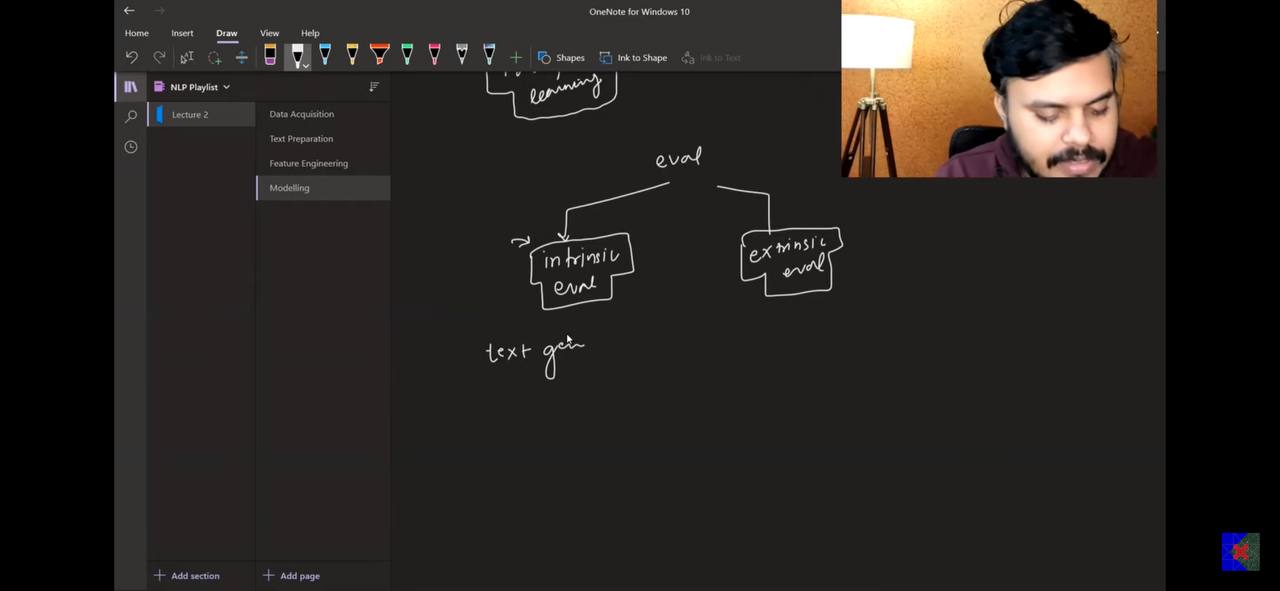 OneNote for Windows 10
Home Insert Draw View Help
Shapes Ink to Shape Ink to Text
NLP Playlist
Lecture 2
Data Acquisition
Text Preparation
Feature Engineering
Modelling
learning
eval
intrinsic
eval
extrinsic
eval
text gen
Add section
Add page